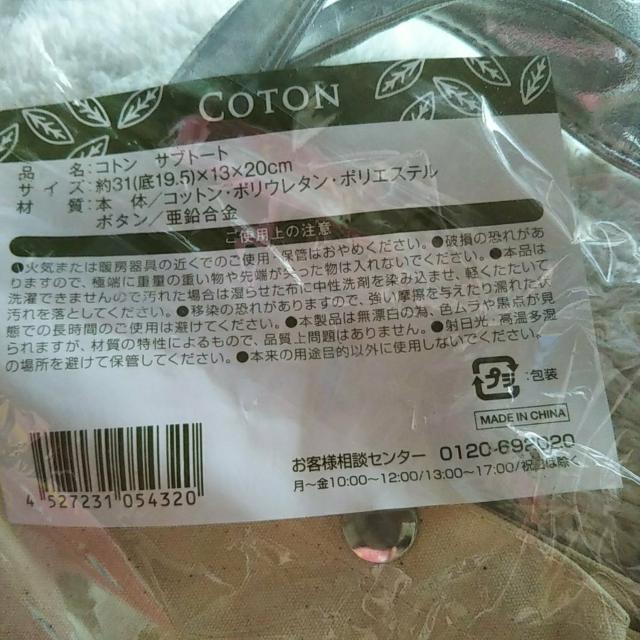 COTON
品 名:コトン サブトート
サイズ:約31(底19.5)×13×20cm
材 質:本 体/コットン・ポリウレタン・ポリエステル
ボタン/亜鉛合金
ご使用上の注意
●火気または暖房器具の近くでのご使用、保管はおやめください。●破損の恐れがあ
りますので、極端に重量の重い物や先端が尖った物は入れないでください。●本品は
洗濯できませんので汚れた場合は湿らせた布に中性洗剤を染み込ませ、軽くたたいて
汚れを落としてください。●移染の恐れがありますので、強い摩擦を与えたり濡れた状
態での長時間のご使用は避けてください。●本製品は無漂白の為、色ムラや黒点が見
られますが、材質の特性によるもので、品質上問題はありません。●直射日光、高温多湿
の場所を避けて保管してください。●本来の用途目的以外に使用しないでください。
プラ :包装
MADE IN CHINA
お客様相談センター 0120-692020
月〜金10:00〜12:00/13:00〜17:00/祝日は除く
4 527231 054320